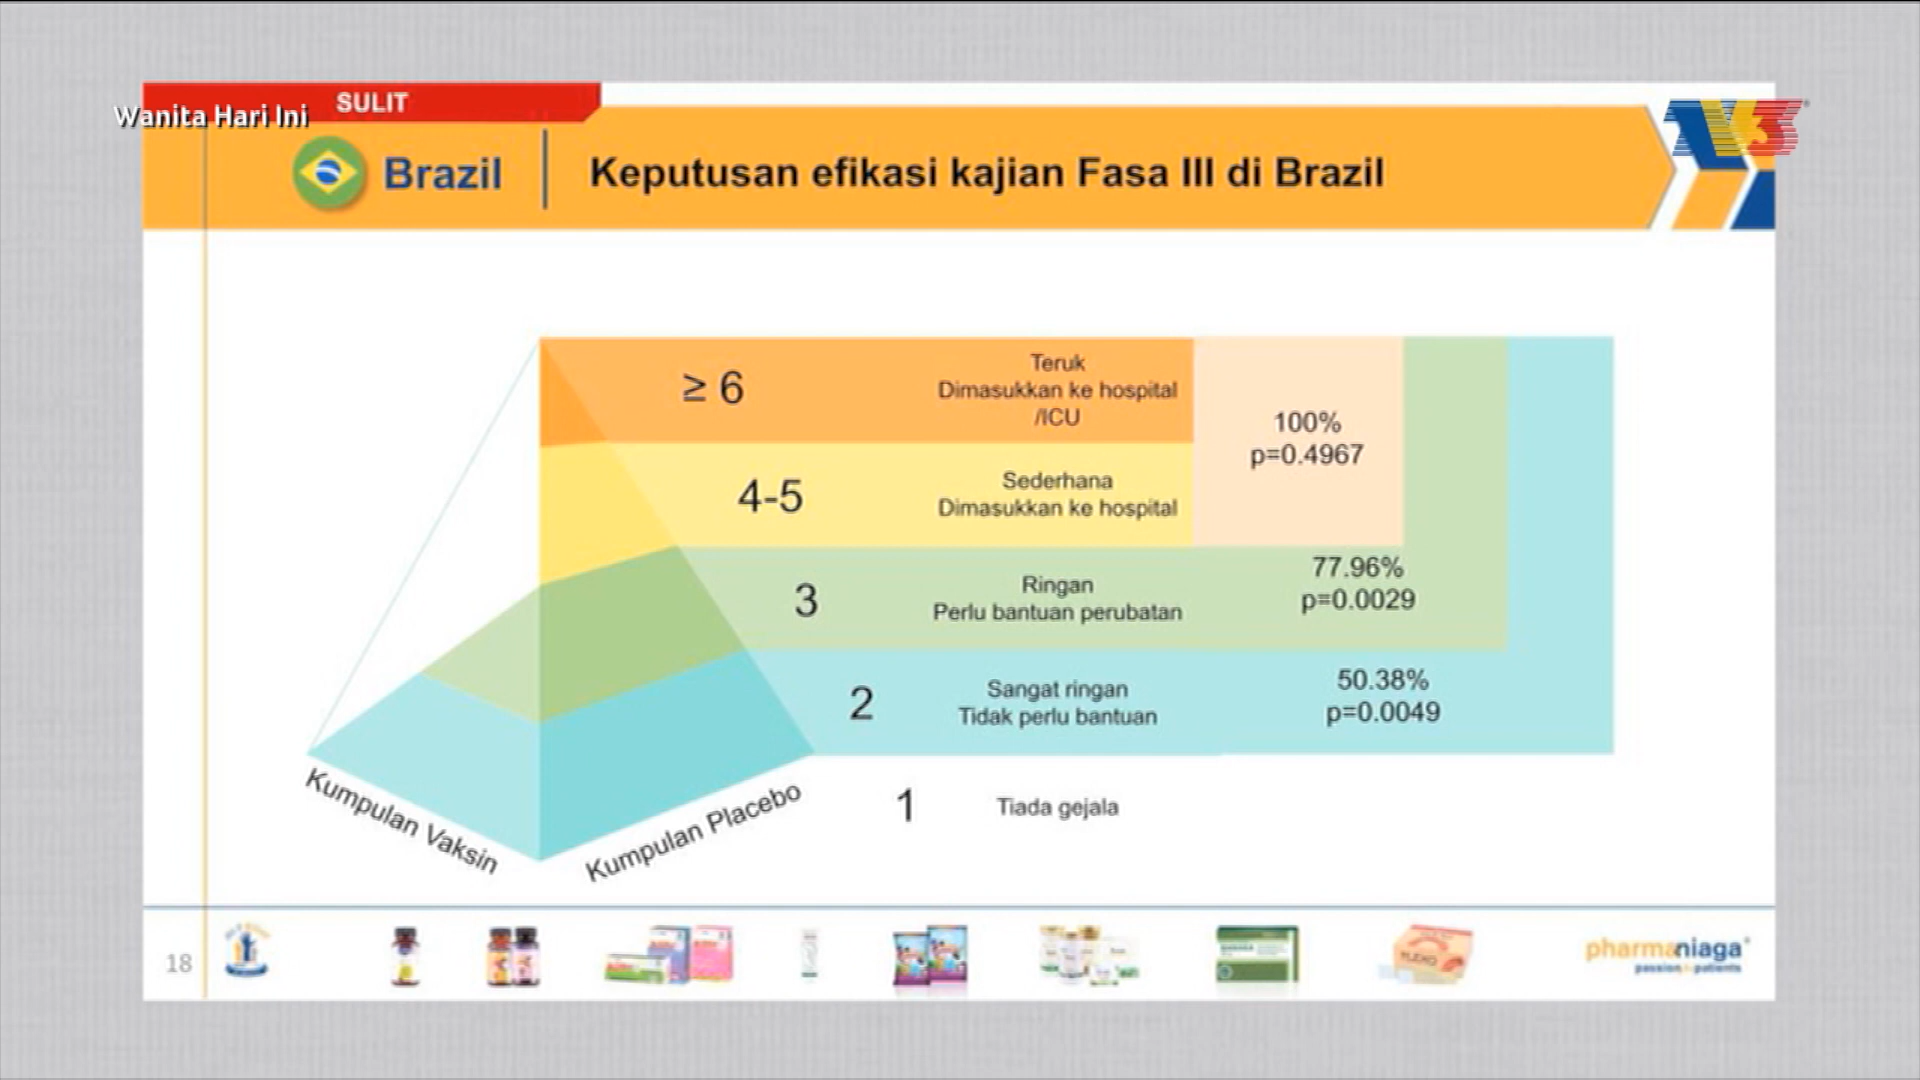 Wanita Hari Ini
SULIT
Brazil
Keputusan efikasi kajian Fasa III di Brazil
≥ 6
Teruk
Dimasukkan ke hospital
/ICU
100%
p=0.4967
4-5
Sederhana
Dimasukkan ke hospital
3
Ringan
Perlu bantuan perubatan
77.96%
p=0.0029
2
Sangat ringan
Tidak perlu bantuan
50.38%
p=0.0049
1
Tiada gejala
Kumpulan Vaksin
Kumpulan Placebo
18
pharmaniaga